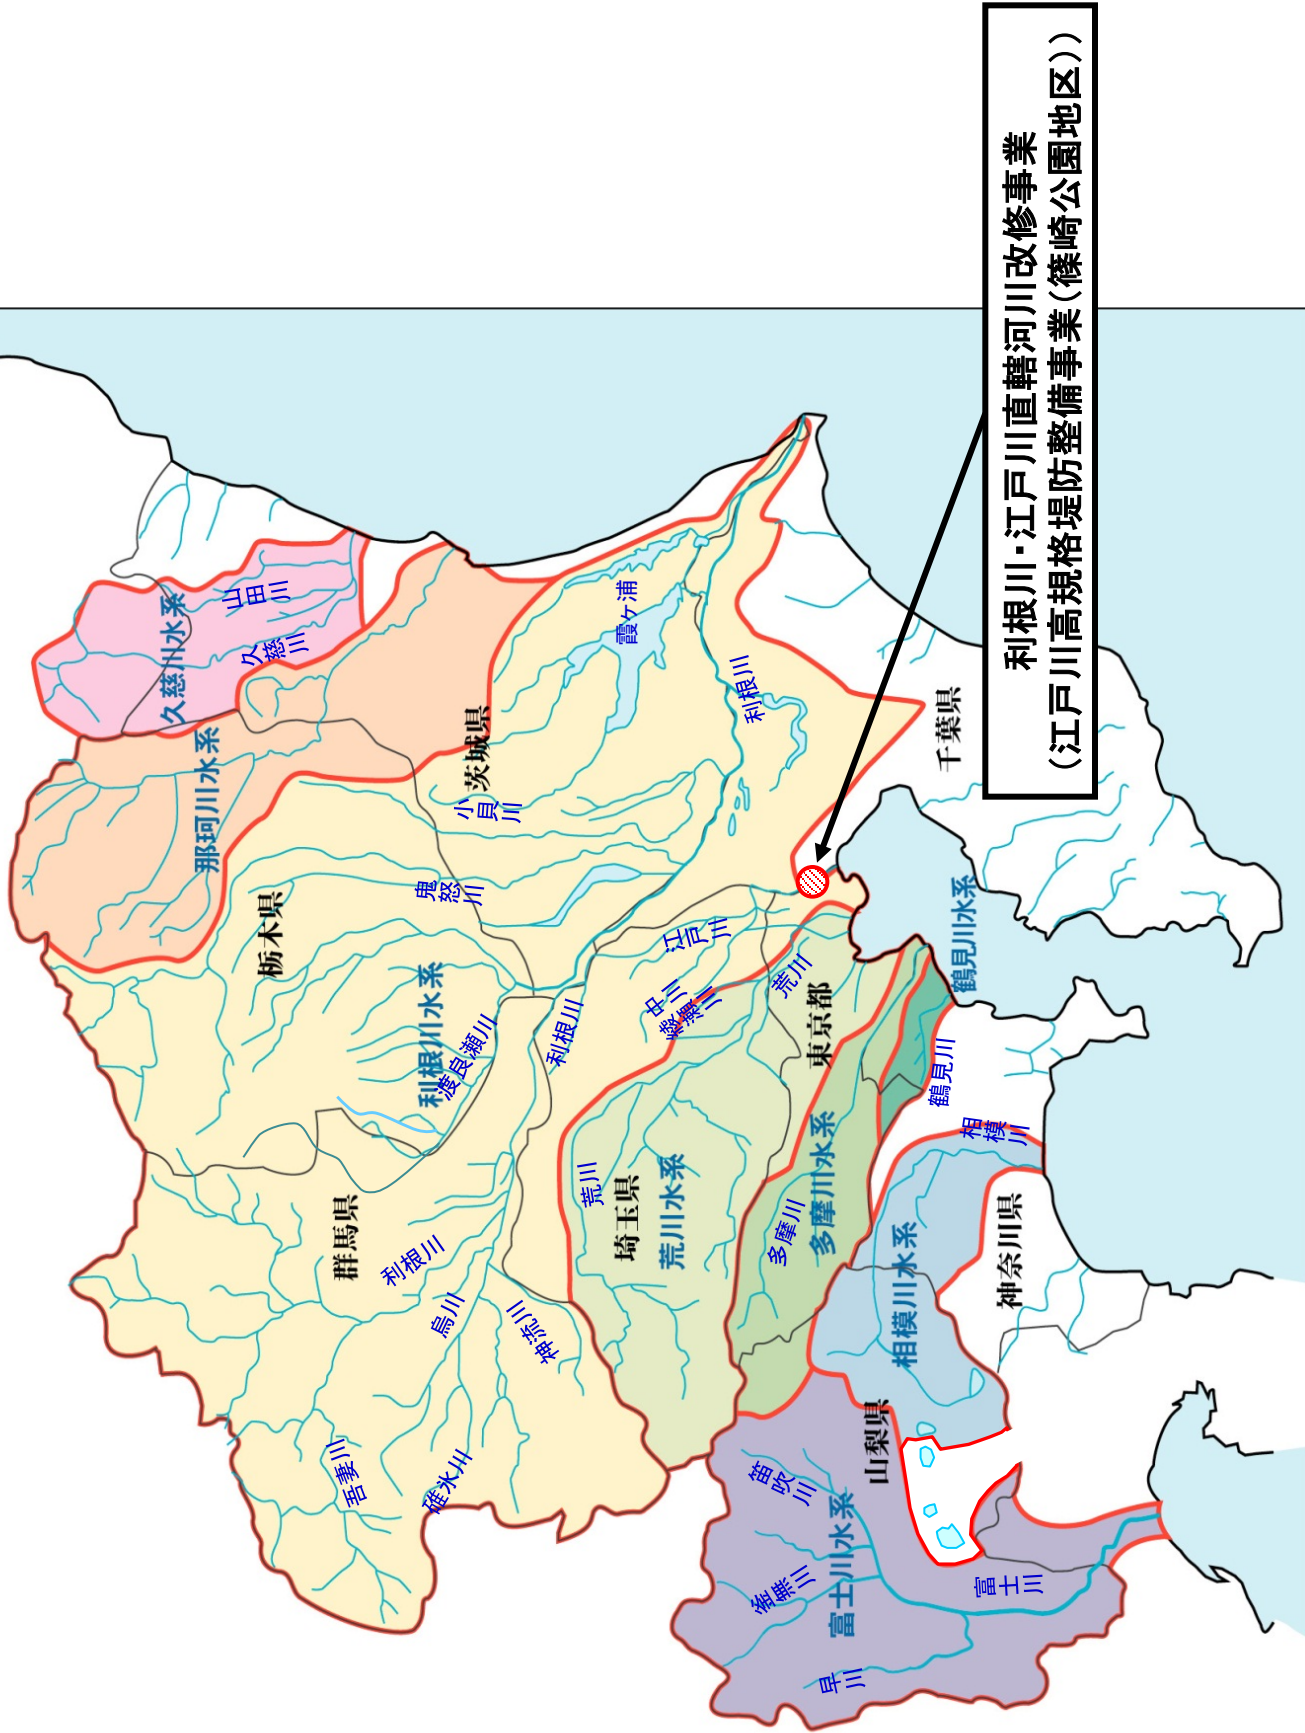 利根川・江戸川直轄河川改修事業
（江戸川高規格堤防整備事業（篠崎公園地区））
久慈川水系
山田川
久慈川
那珂川水系
茨城県
霞ヶ浦
利根川
小貝川
鬼怒川
栃木県
利根川水系
渡良瀬川
利根川
江戸川
中川
綾瀬川
荒川
千葉県
東京都
鶴見川水系
鶴見川
群馬県
利根川
烏川
神流川
吾妻川
碓氷川
荒川
埼玉県
荒川水系
多摩川
多摩川水系
相模川
相模川水系
神奈川県
山梨県
笛吹川
釜無川
富士川水系
富士川
早川